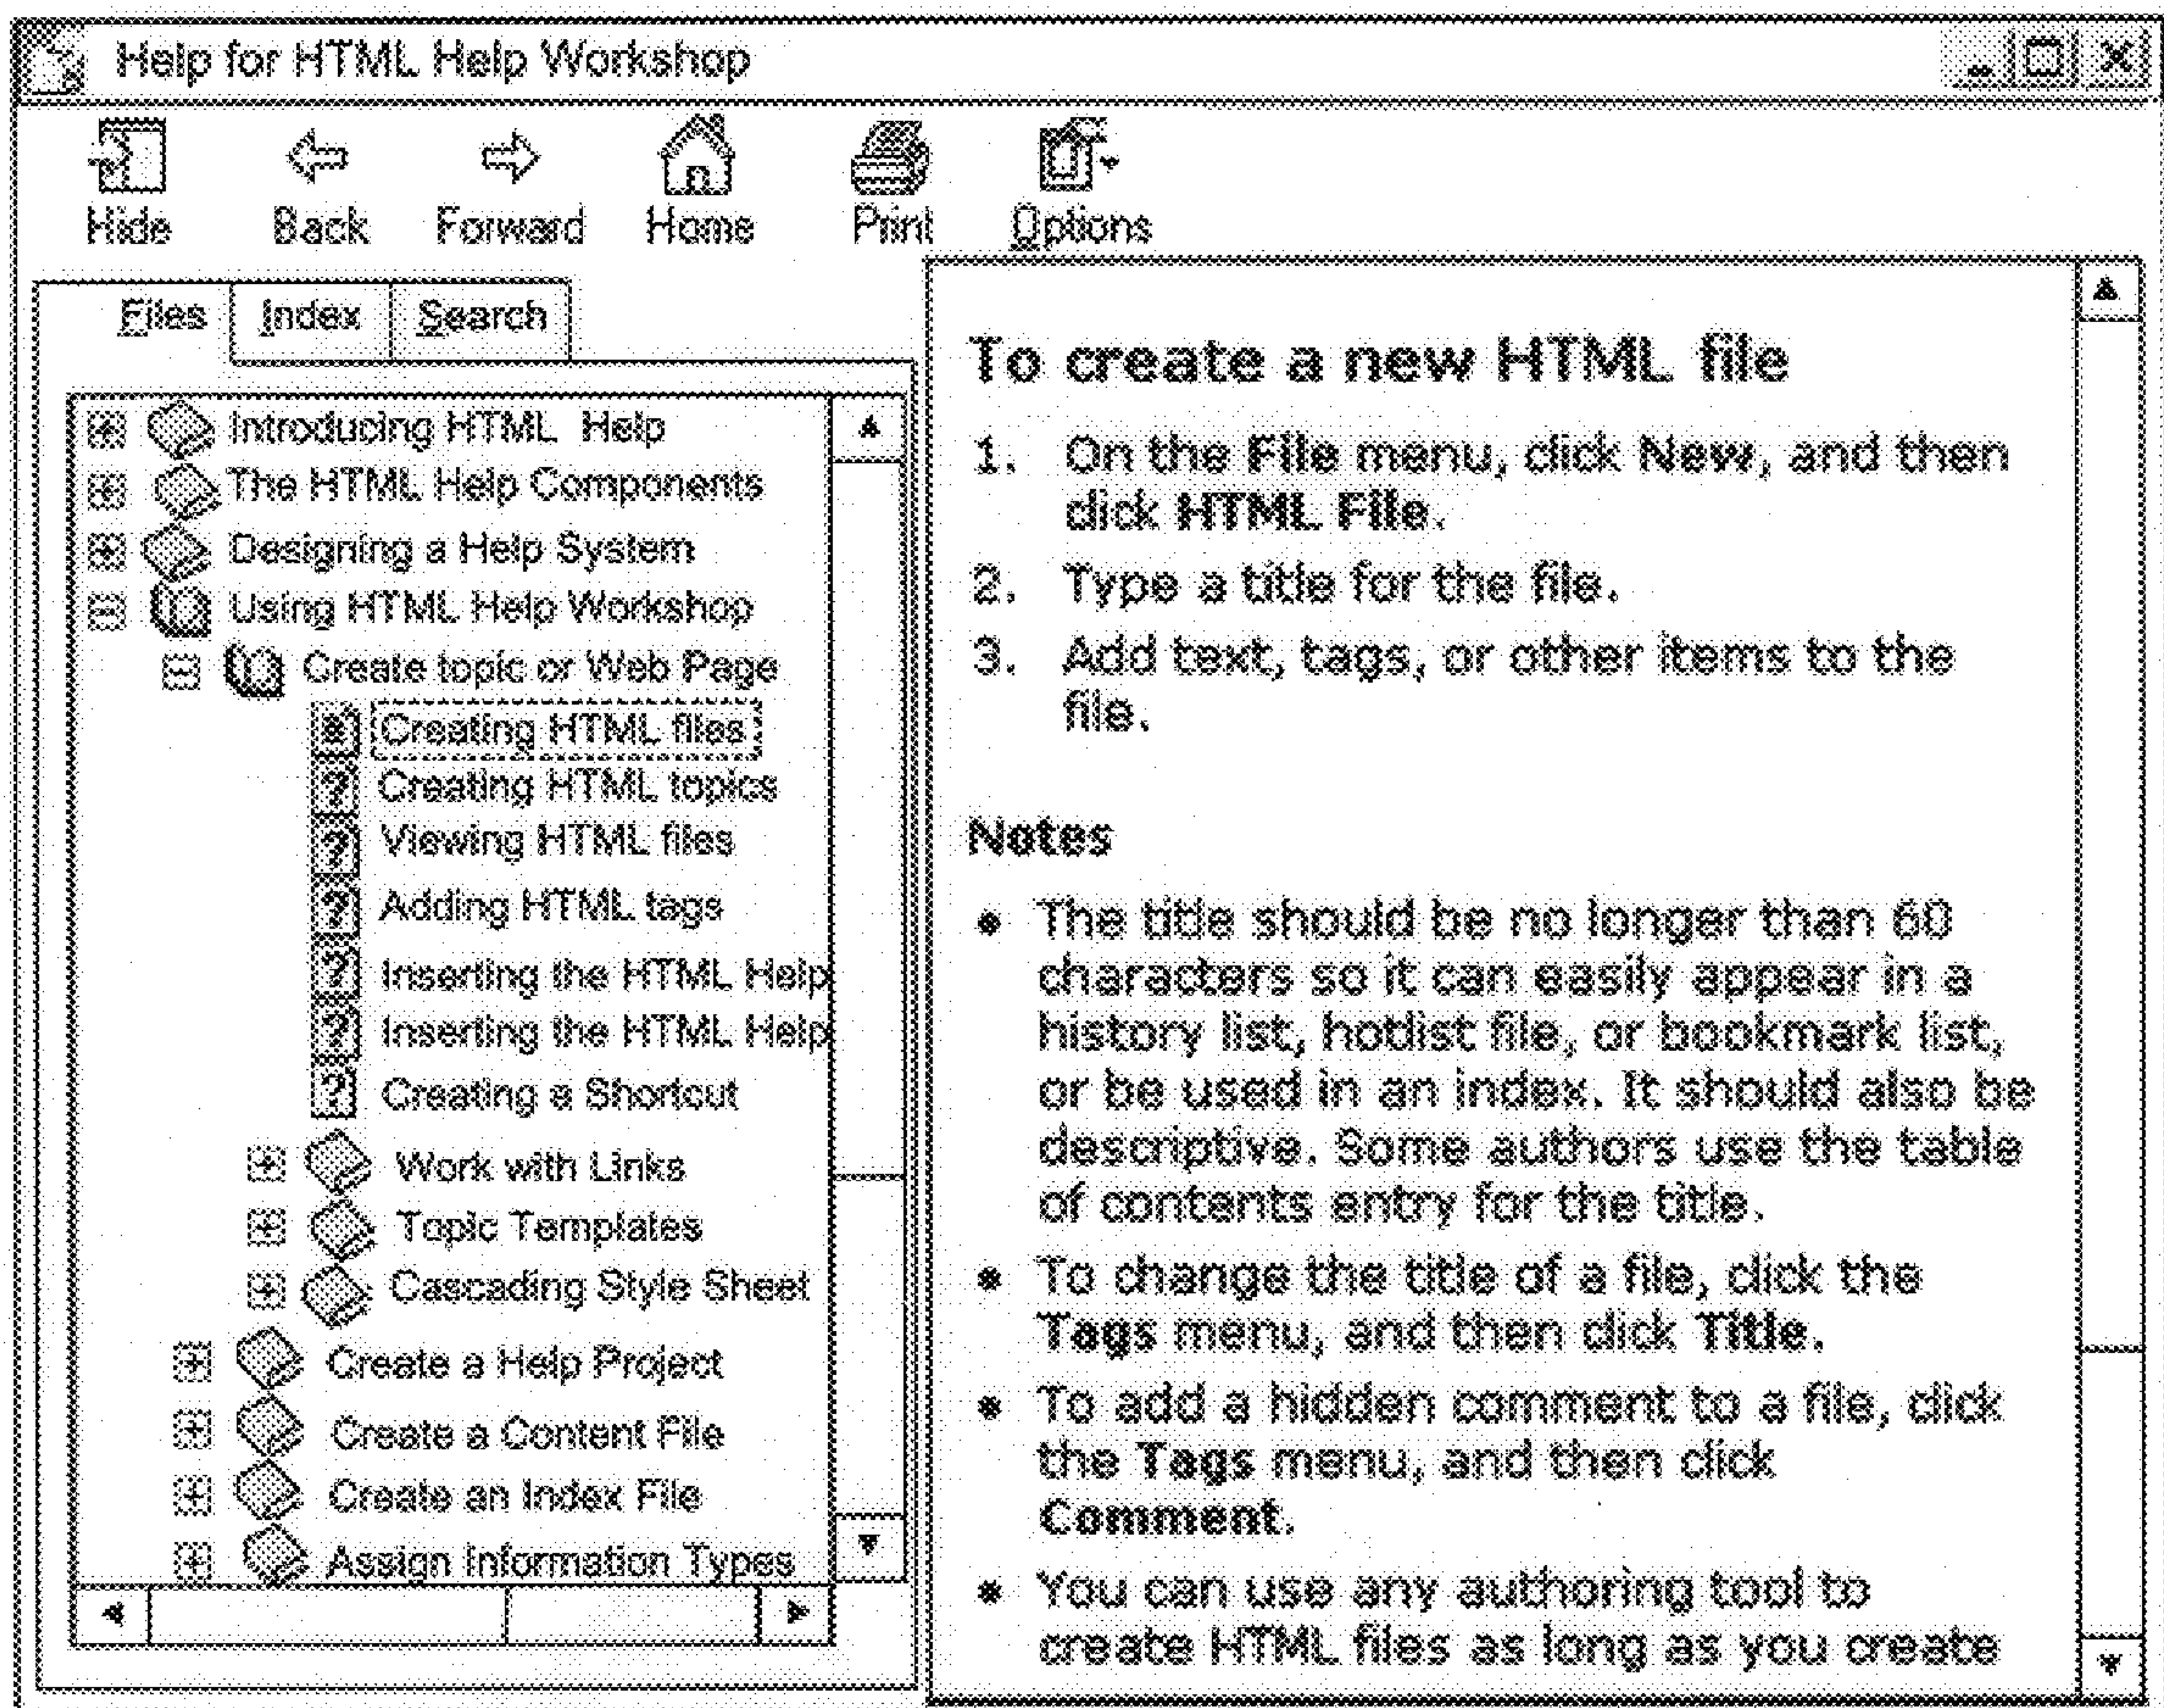 Help for HTML Help Workshop
Hide Back Forward Home Print Options
Files Index Search
Introducing HTML Help
The HTML Help Components
Designing a Help System
Using HTML Help Workshop
Create topic or Web Page
Creating HTML files
Creating HTML topics
Viewing HTML files
Adding HTML tags
Inserting the HTML Help
Inserting the HTML Help
Creating a Shortcut
Work with Links
Topic Templates
Cascading Style Sheet
Create a Help Project
Create a Content File
Create an Index File
Assign Information Types
To create a new HTML file
1. On the File menu, click New, and then
click HTML File.
2. Type a title for the file.
3. Add text, tags, or other items to the
file.
Notes
• The title should be no longer than 60
characters so it can easily appear in a
history list, hotlist file, or bookmark list,
or be used in an index. It should also be
descriptive. Some authors use the table
of contents entry for the title.
• To change the title of a file, click the
Tags menu, and then click Title.
• To add a hidden comment to a file, click
the Tags menu, and then click
Comment.
• You can use any authoring tool to
create HTML files as long as you create